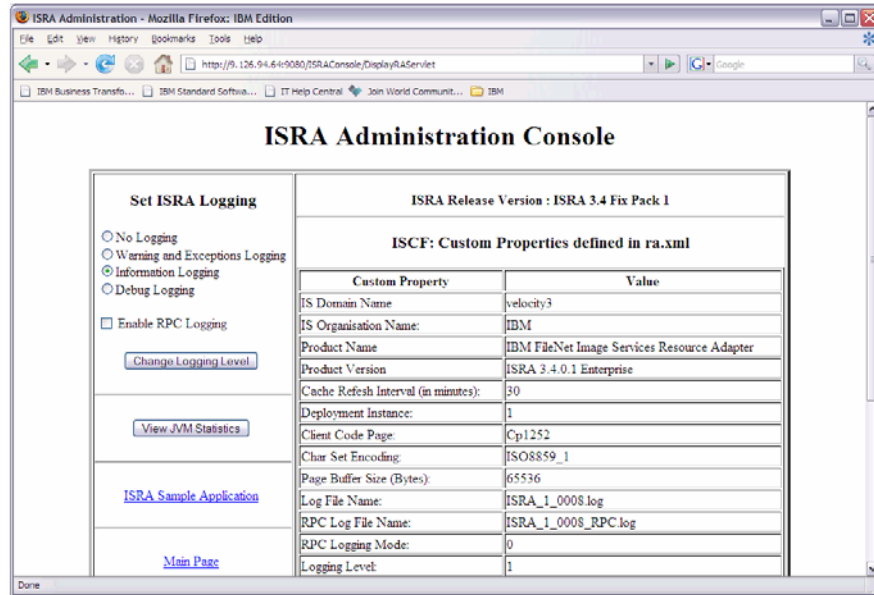 ISRA Administration - Mozilla Firefox: IBM Edition
File Edit View History Bookmarks Tools Help
http://9.126.94.64:9080/ISRAConsole/DisplayRAServlet
Google
IBM Business Transfo... IBM Standard Softwa... IT Help Central Join World Communit... IBM
ISRA Administration Console
Set ISRA Logging
No Logging
Warning and Exceptions Logging
Information Logging
Debug Logging
Enable RPC Logging
Change Logging Level
View JVM Statistics
ISRA Sample Application
Main Page
ISRA Release Version : ISRA 3.4 Fix Pack 1
ISCF: Custom Properties defined in ra.xml
Custom Property Value
IS Domain Name velocity3
IS Organisation Name: IBM
Product Name IBM FileNet Image Services Resource Adapter
Product Version ISRA 3.4.0.1 Enterprise
Cache Refesh Interval (in minutes): 30
Deployment Instance: 1
Client Code Page: Cp1252
Char Set Encoding: ISO8859_1
Page Buffer Size (Bytes): 65536
Log File Name: ISRA_1_0008.log
RPC Log File Name: ISRA_1_0008_RPC.log
RPC Logging Mode: 0
Logging Level: 1
Done